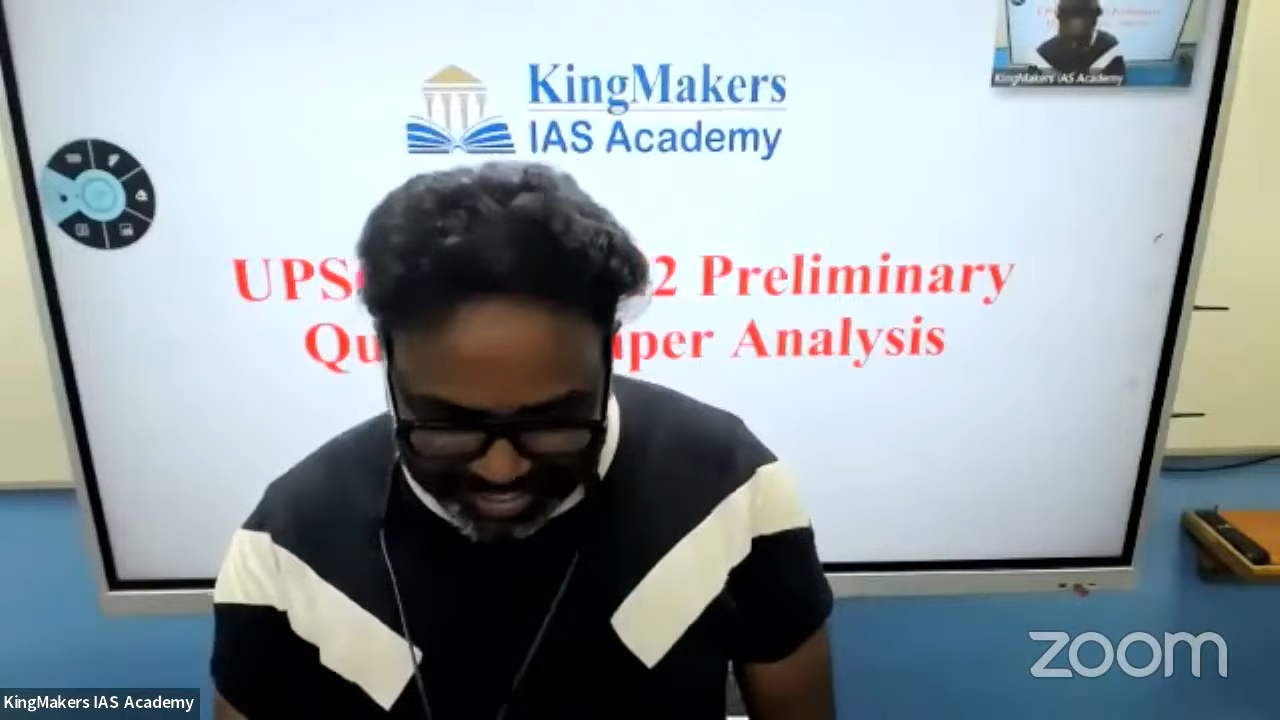 KingMakers
IAS Academy
KingMakers IAS Academy
UPS 2 Preliminary
Qu per Analysis
zoom
KingMakers IAS Academy